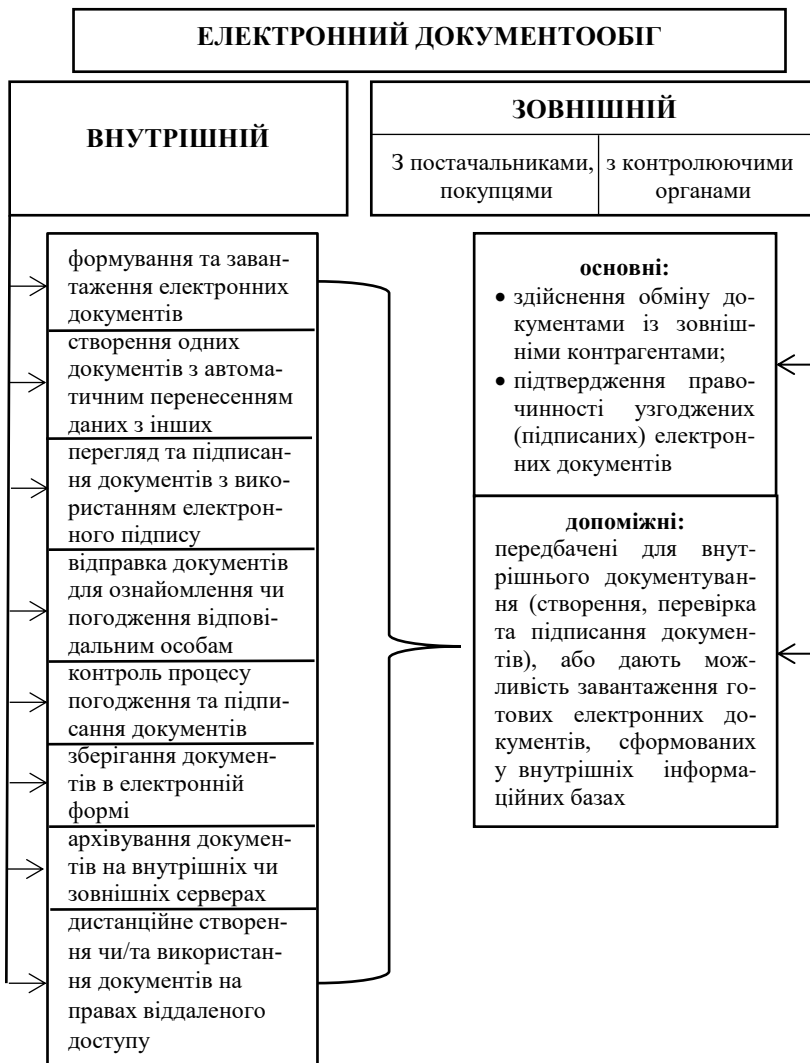 ЕЛЕКТРОННИЙ ДОКУМЕНТООБІГ
ВНУТРІШНІЙ
ЗОВНІШНІЙ
З постачальниками,
покупцями
з контролюючими
органами
формування та заван-
таження електронних
документів
створення одних
документів з автома-
тичним перенесенням
даних з інших
перегляд та підписан-
ня документів з вико-
ристанням електрон-
ного підпису
відправка документів
для ознайомлення чи
погодження відпові-
дальним особам
контроль процесу
погодження та підпи-
сання документів
зберігання докумен-
тів в електронній
формі
архівування докумен-
тів на внутрішніх чи
зовнішніх серверах
дистанційне створен-
ня чи/та використан-
ня документів на
правах віддаленого
доступу
основні:
• здійснення обміну до-
кументами із зовніш-
німи контрагентами;
• підтвердження право-
чинності узгоджених
(підписаних) електрон-
них документів
допоміжні:
передбачені для внут-
рішнього документуван-
ня (створення, перевірка
та підписання докумен-
тів), або дають мож-
ливість завантаження го-
тових електронних до-
кументів, сформованих
у внутрішніх інформа-
ційних базах